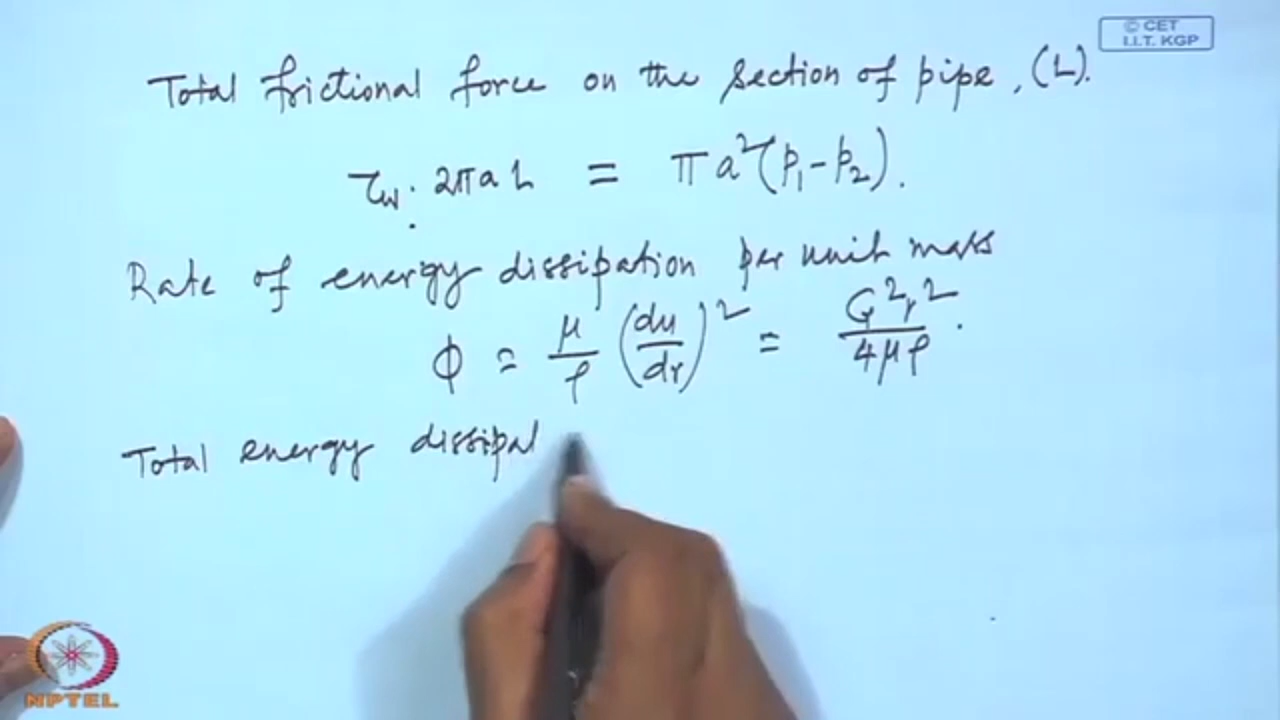 © CET
I.I.T. KGP
Total frictional force on the section of pipe, (L).
τw. 2πaL = πa²(p₁-p₂).
Rate of energy dissipation per unit mass
ϕ = μ/ρ (du/dr)² = G²r²/4μρ.
Total energy dissipat
NPTEL